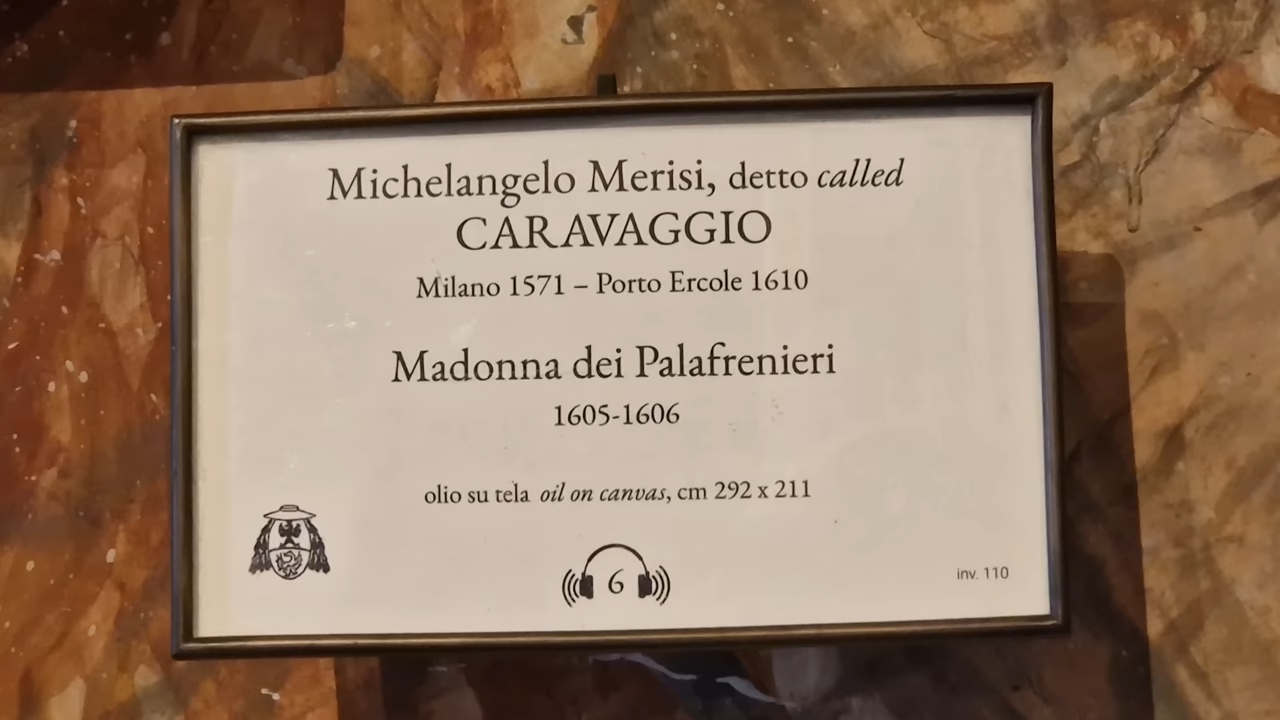 Michelangelo Merisi, detto called
CARAVAGGIO
Milano 1571 – Porto Ercole 1610
Madonna dei Palafrenieri
1605-1606
olio su tela oil on canvas, cm 292 x 211
6
inv. 110